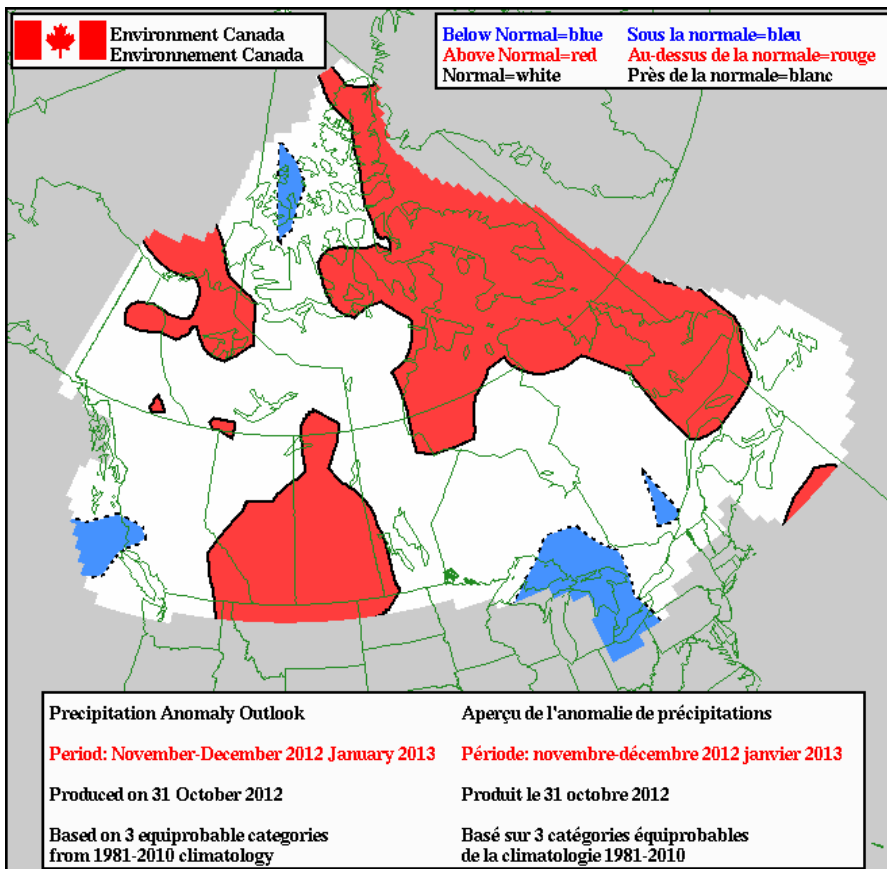 Environment Canada
Environnement Canada
Below Normal=blue Sous la normale=bleu
Above Normal=red Au-dessus de la normale=rouge
Normal=white Près de la normale=blanc
Precipitation Anomaly Outlook Aperçu de l'anomalie de précipitations
Period: November-December 2012 January 2013 Période: novembre-décembre 2012 janvier 2013
Produced on 31 October 2012 Produit le 31 octobre 2012
Based on 3 equiprobable categories Basé sur 3 catégories équiprobables
from 1981-2010 climatology de la climatologie 1981-2010